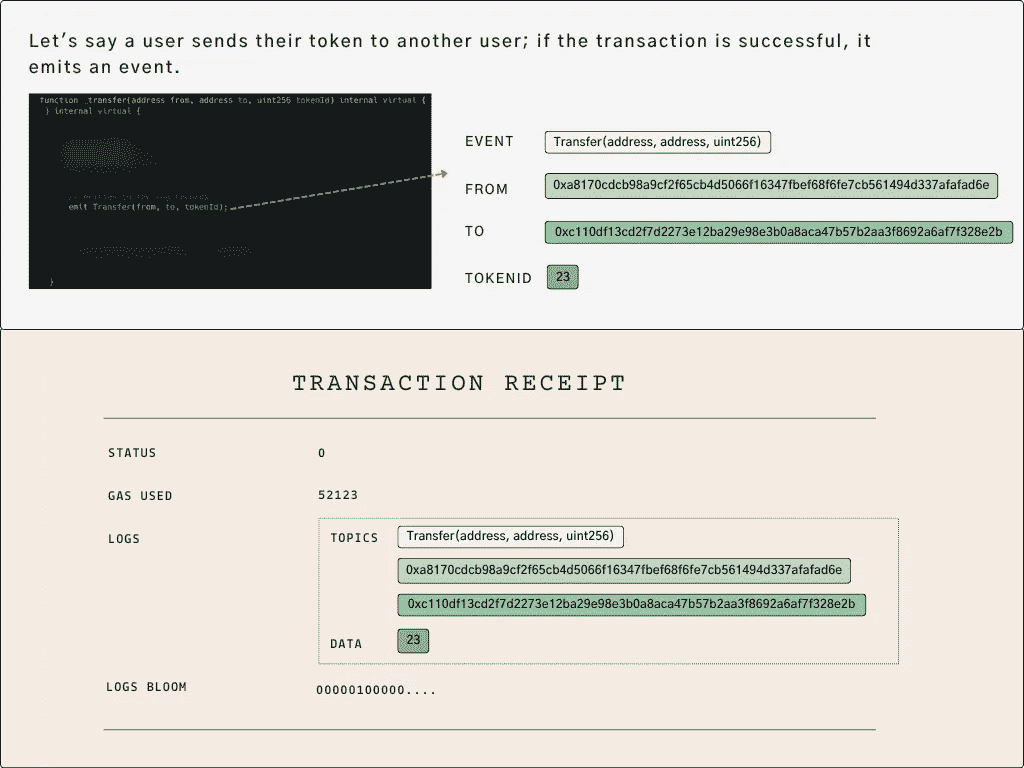 Let's say a user sends their token to another user; if the transaction is successful, it
emits an event.
function _transfer(address from, address to, uint256 tokenId) internal virtual {
} internal virtual {
emit Transfer(from, to, tokenId);
}
EVENT Transfer(address, address, uint256)
FROM 0xa8170cdcb98a9cf2f65cb4d5066f16347fbef68f6fe7cb561494d337afafad6e
TO 0xc110df13cd2f7d2273e12ba29e98e3b0a8aca47b57b2aa3f8692a6af7f328e2b
TOKENID 23
TRANSACTION RECEIPT
STATUS 0
GAS USED 52123
LOGS TOPICS Transfer(address, address, uint256)
0xa8170cdcb98a9cf2f65cb4d5066f16347fbef68f6fe7cb561494d337afafad6e
0xc110df13cd2f7d2273e12ba29e98e3b0a8aca47b57b2aa3f8692a6af7f328e2b
DATA 23
LOGS BLOOM 00000100000....